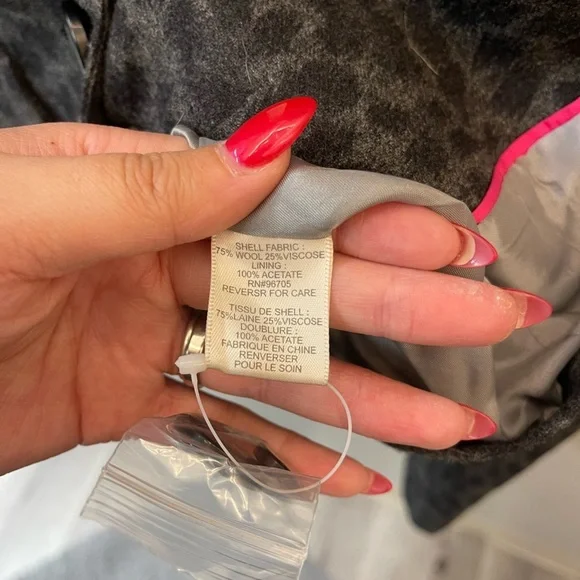 SHELL FABRIC :
75% WOOL 25%VISCOSE
LINING :
100% ACETATE
RN#96705
REVERSR FOR CARE
TISSU DE SHELL :
75%LAINE 25%VISCOSE
DOUBLURE :
100% ACETATE
FABRIQUE EN CHINE
RENVERSER
POUR LE SOIN